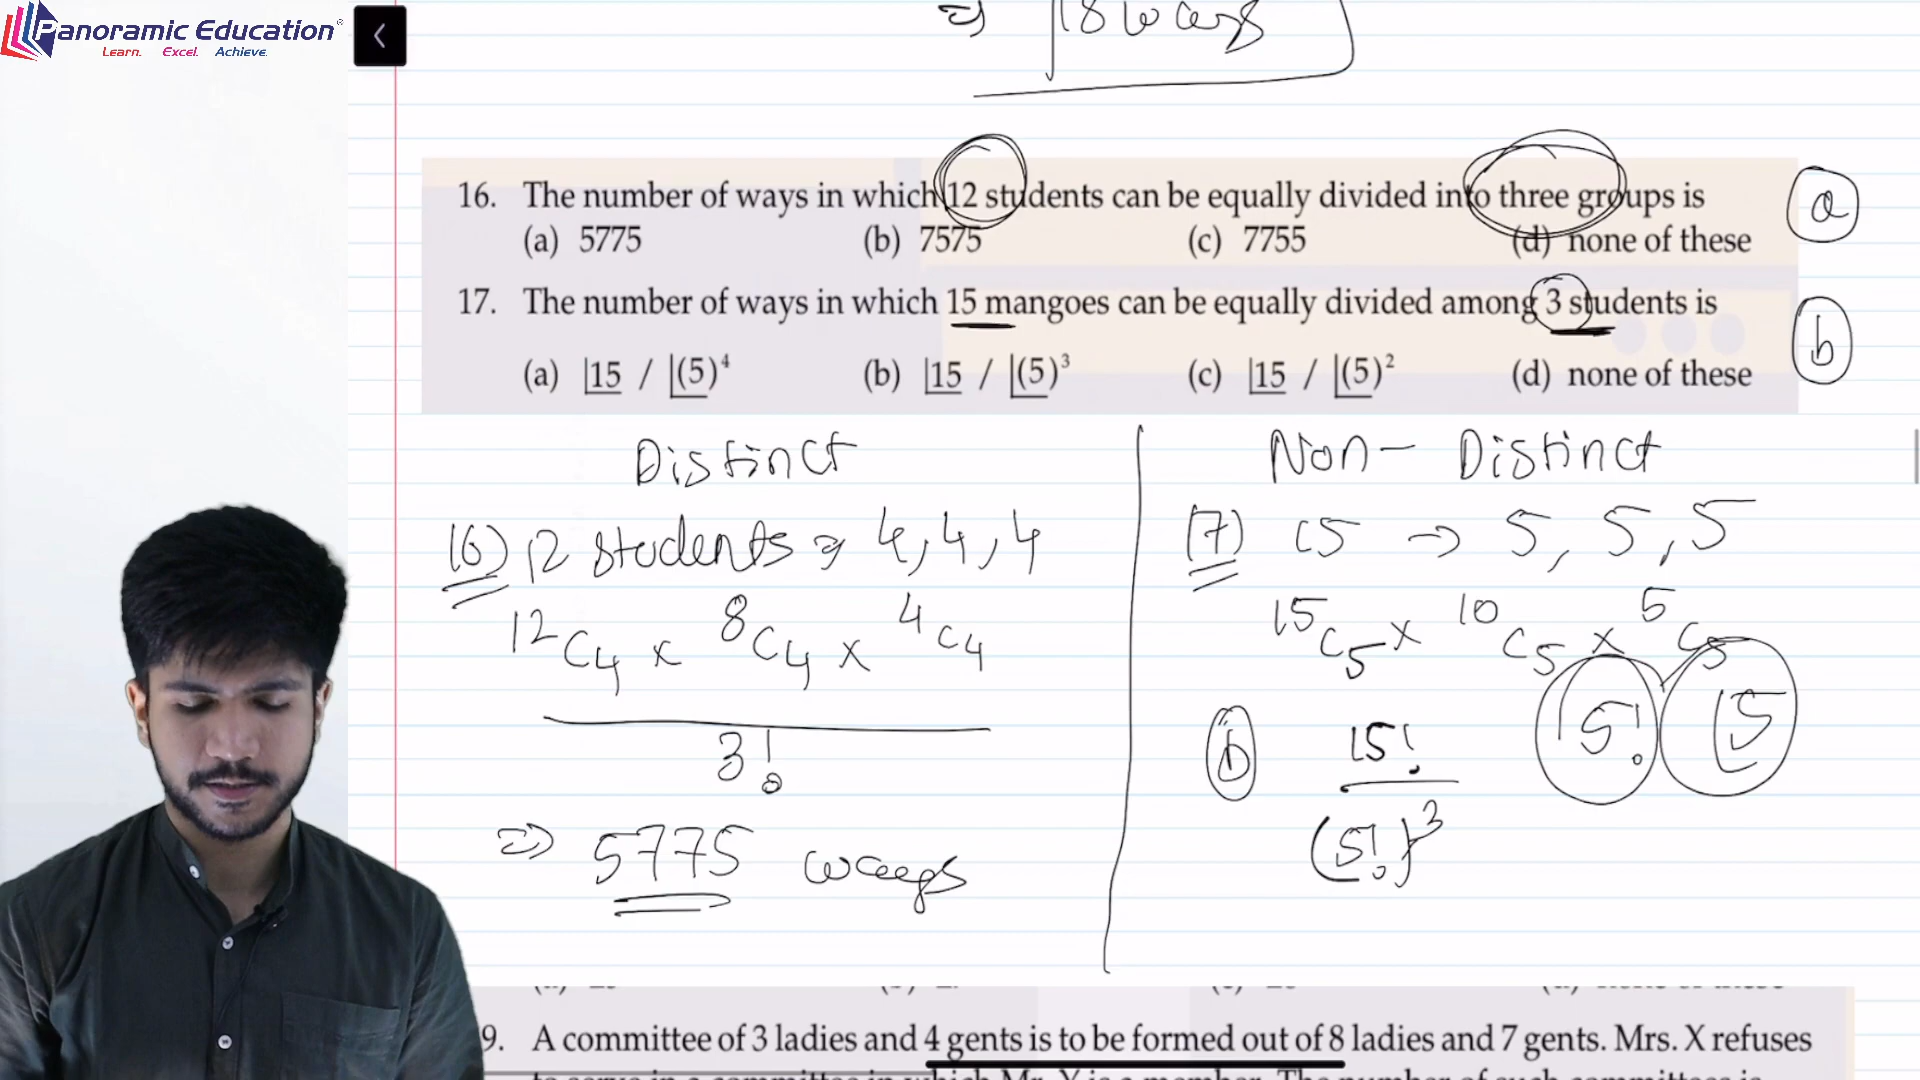 Panoramic Education®
Learn. Excel. Achieve.
=) 18 ways
16. The number of ways in which 12 students can be equally divided into three groups is
(a) 5775 (b) 7575 (c) 7755 (d) none of these
a
17. The number of ways in which 15 mangoes can be equally divided among 3 students is
(a) |15 / |(5)⁴ (b) |15 / |(5)³ (c) |15 / |(5)² (d) none of these
b
Distinct
16) 12 students => 4, 4, 4
¹²C₄ x ⁸C₄ x ⁴C₄
3!
=) 5775 ways
Non- Distinct
17) 15 -> 5, 5, 5
¹⁵C₅ x ¹⁰C₅ x ⁵C₅
b 15! 5! |5
(5!)³
9. A committee of 3 ladies and 4 gents is to be formed out of 8 ladies and 7 gents. Mrs. X refuses